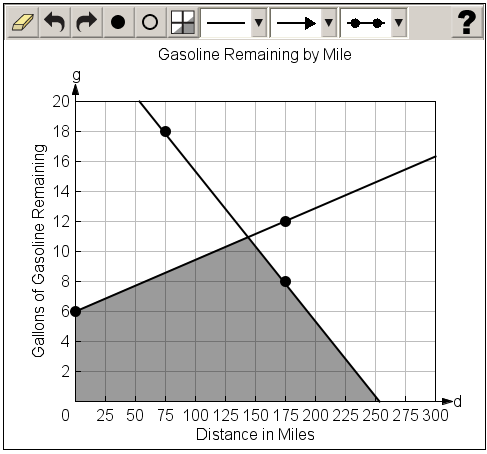 ?
Gasoline Remaining by Mile
g
20
18
16
14
12
10
8
6
4
2
Gallons of Gasoline Remaining
0 25 50 75 100 125 150 175 200 225 250 275 300
d
Distance in Miles